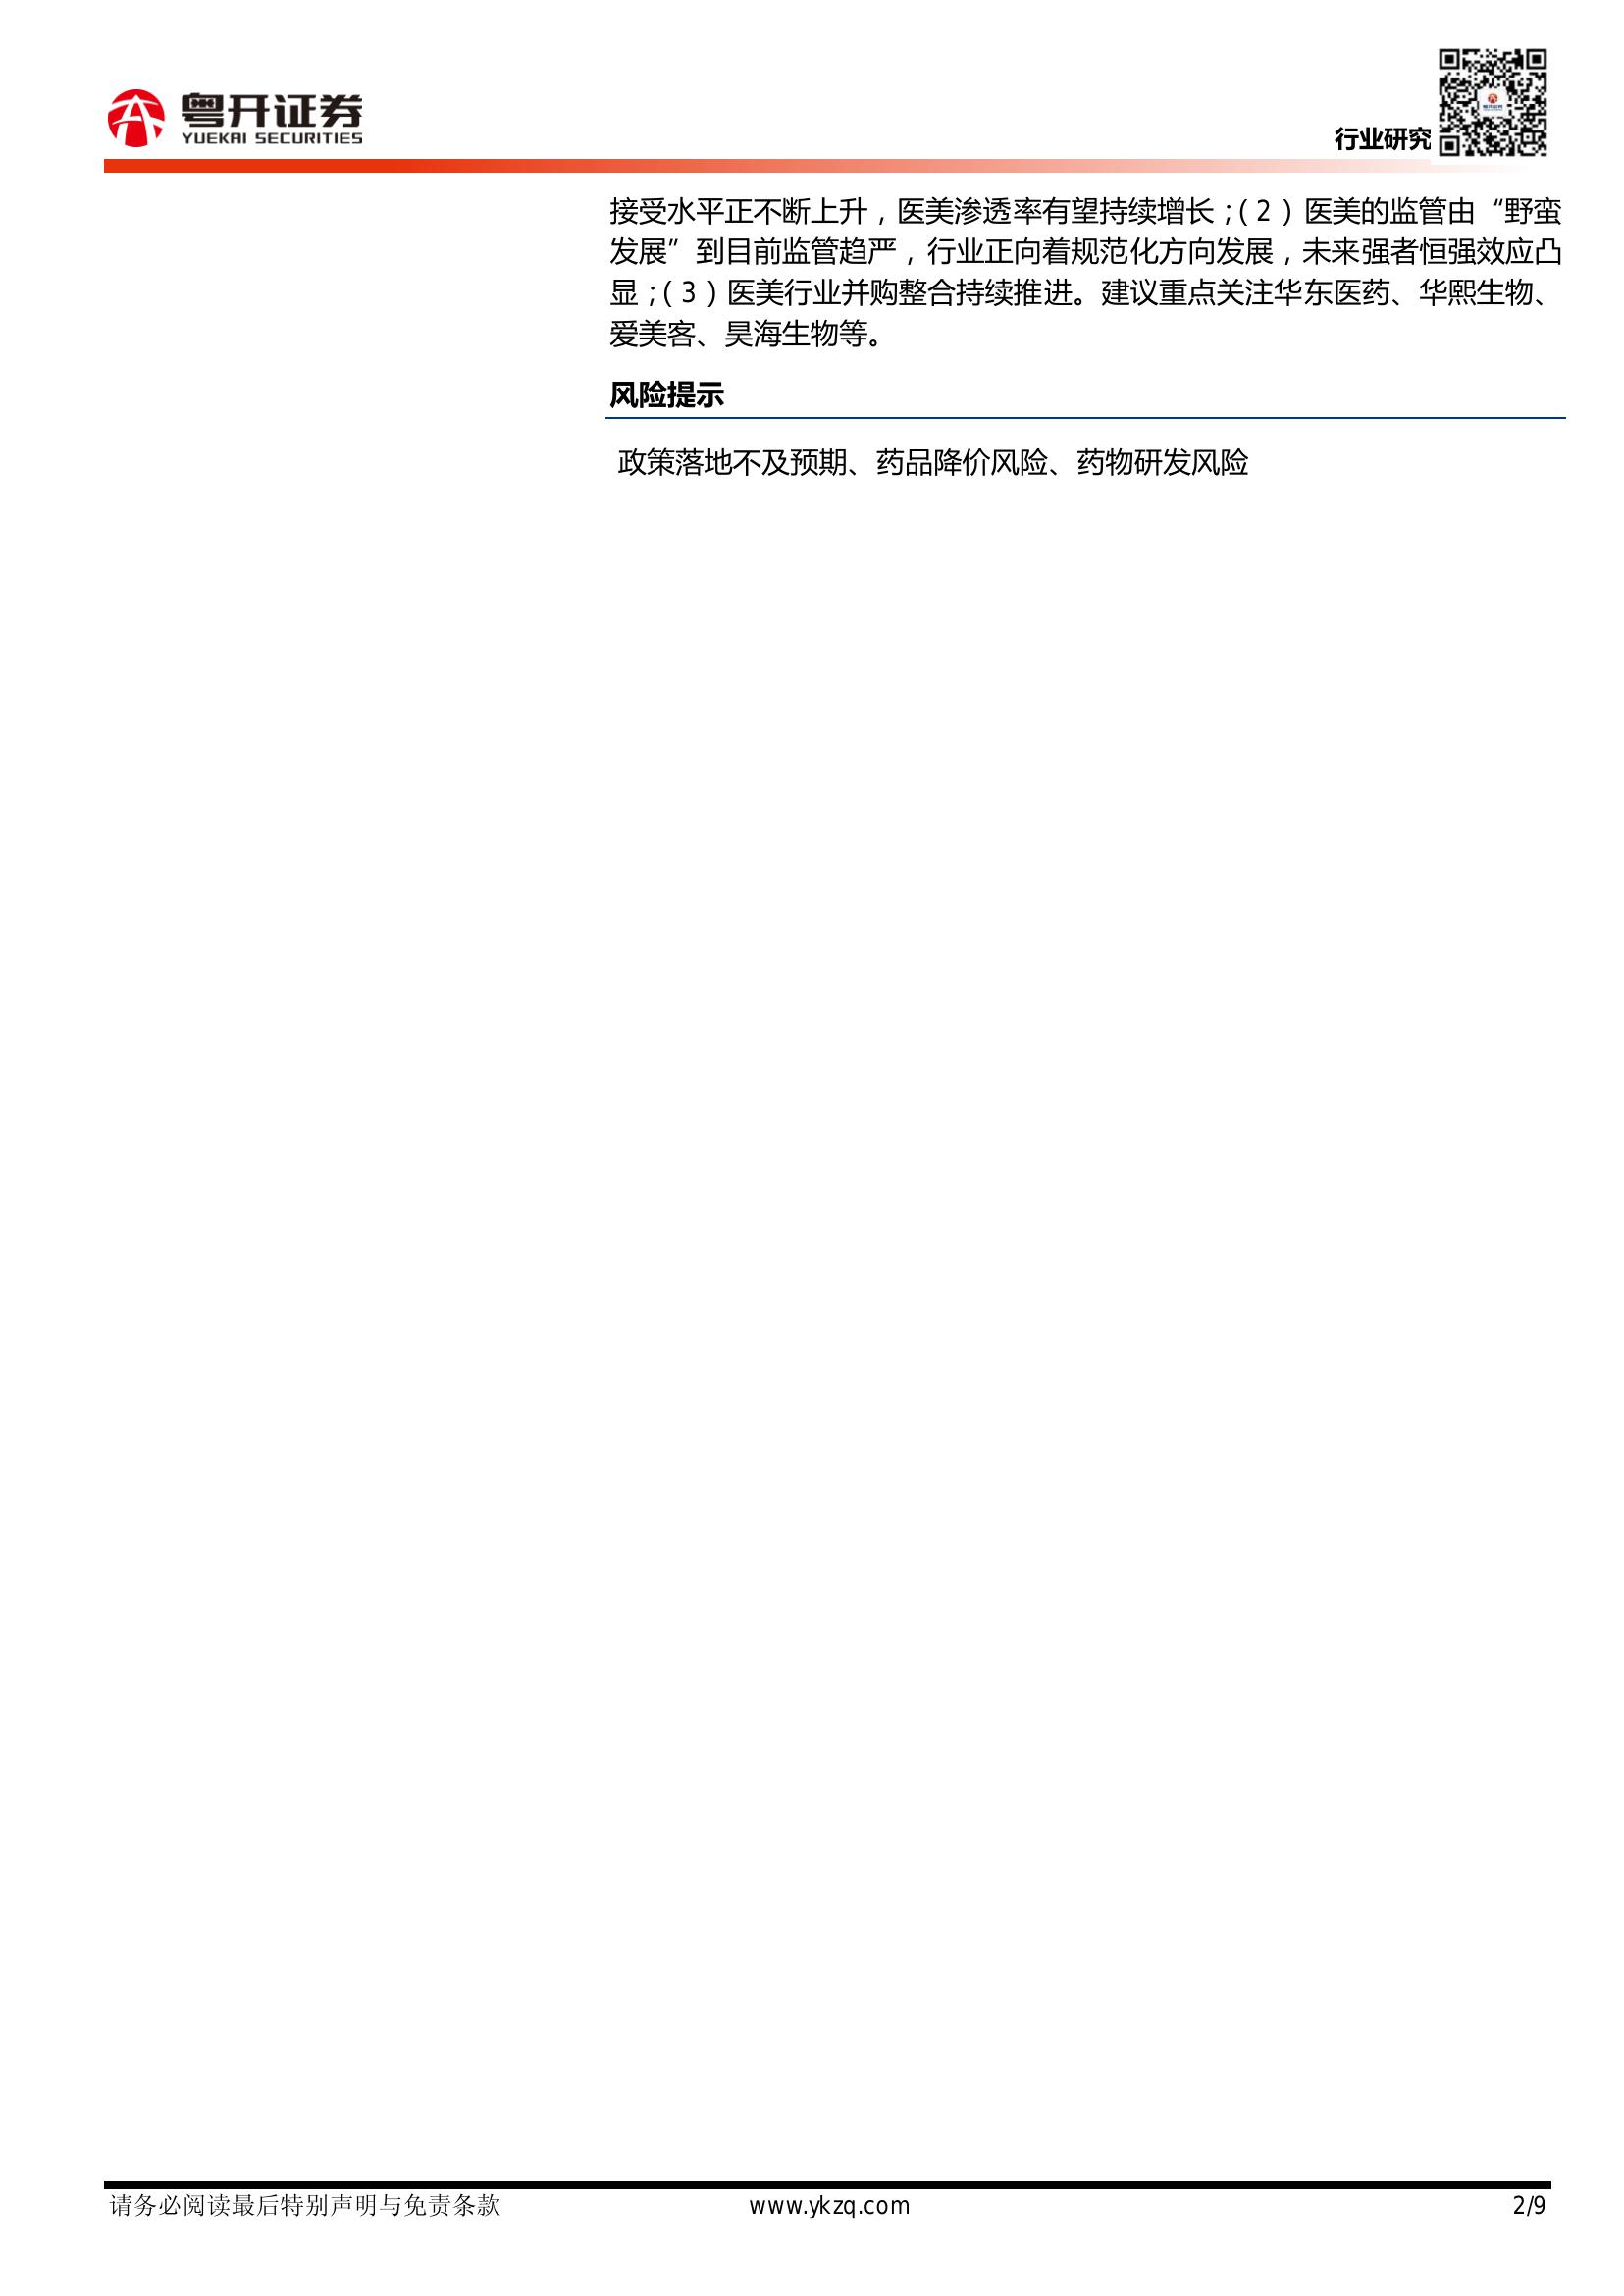 粤开证券
YUEKAI SECURITIES
行业研究
接受水平正不断上升，医美渗透率有望持续增长；（2）医美的监管由“野蛮
发展”到目前监管趋严，行业正向着规范化方向发展，未来强者恒强效应凸
显；（3）医美行业并购整合持续推进。建议重点关注华东医药、华熙生物、
爱美客、昊海生物等。
风险提示
政策落地不及预期、药品降价风险、药物研发风险
请务必阅读最后特别声明与免责条款
www.ykzq.com
2/9